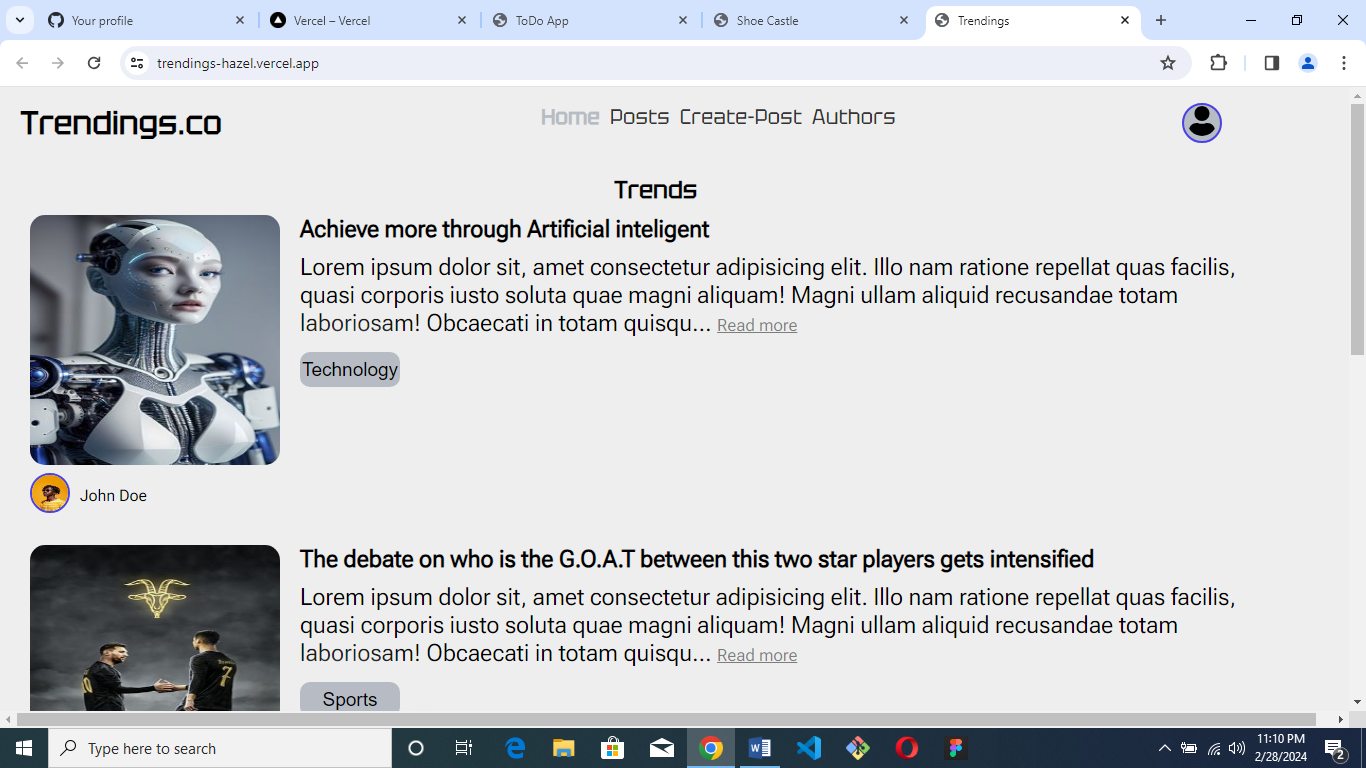 Your profile
Vercel – Vercel
ToDo App
Shoe Castle
Trendings
trendings-hazel.vercel.app
Trendings.co
Home Posts Create-Post Authors
Trends
Achieve more through Artificial inteligent
Lorem ipsum dolor sit, amet consectetur adipisicing elit. Illo nam ratione repellat quas facilis,
quasi corporis iusto soluta quae magni aliquam! Magni ullam aliquid recusandae totam
laboriosam! Obcaecati in totam quisqu... Read more
Technology
John Doe
The debate on who is the G.O.A.T between this two star players gets intensified
Lorem ipsum dolor sit, amet consectetur adipisicing elit. Illo nam ratione repellat quas facilis,
quasi corporis iusto soluta quae magni aliquam! Magni ullam aliquid recusandae totam
laboriosam! Obcaecati in totam quisqu... Read more
7
Sports
Type here to search
11:10 PM
2/28/2024
2